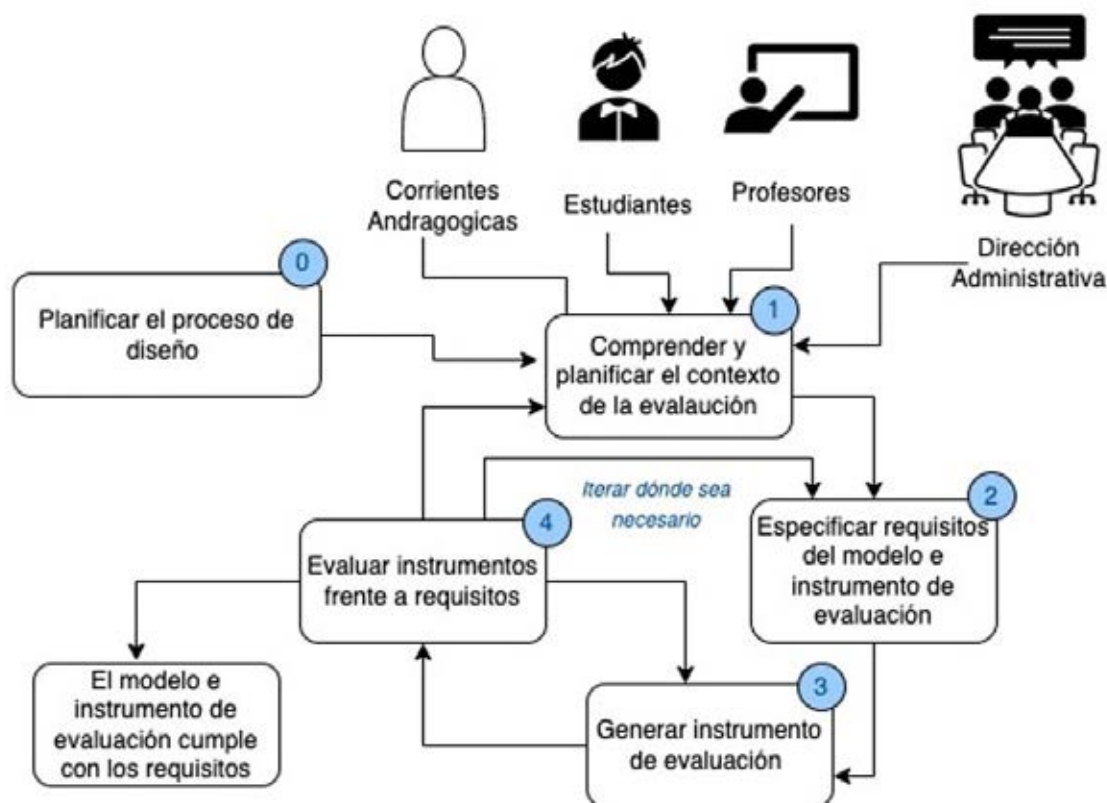 Corrientes
Andragogicas
Estudiantes
Profesores
Dirección
Administrativa
0
Planificar el proceso de
diseño
1
Comprender y
planificar el contexto
de la evalaución
Iterar dónde sea
necesario
2
Especificar requisitos
del modelo e
instrumento de
evaluación
4
Evaluar instrumentos
frente a requisitos
3
Generar instrumento
de evaluación
El modelo e
instrumento de
evaluación cumple
con los requisitos